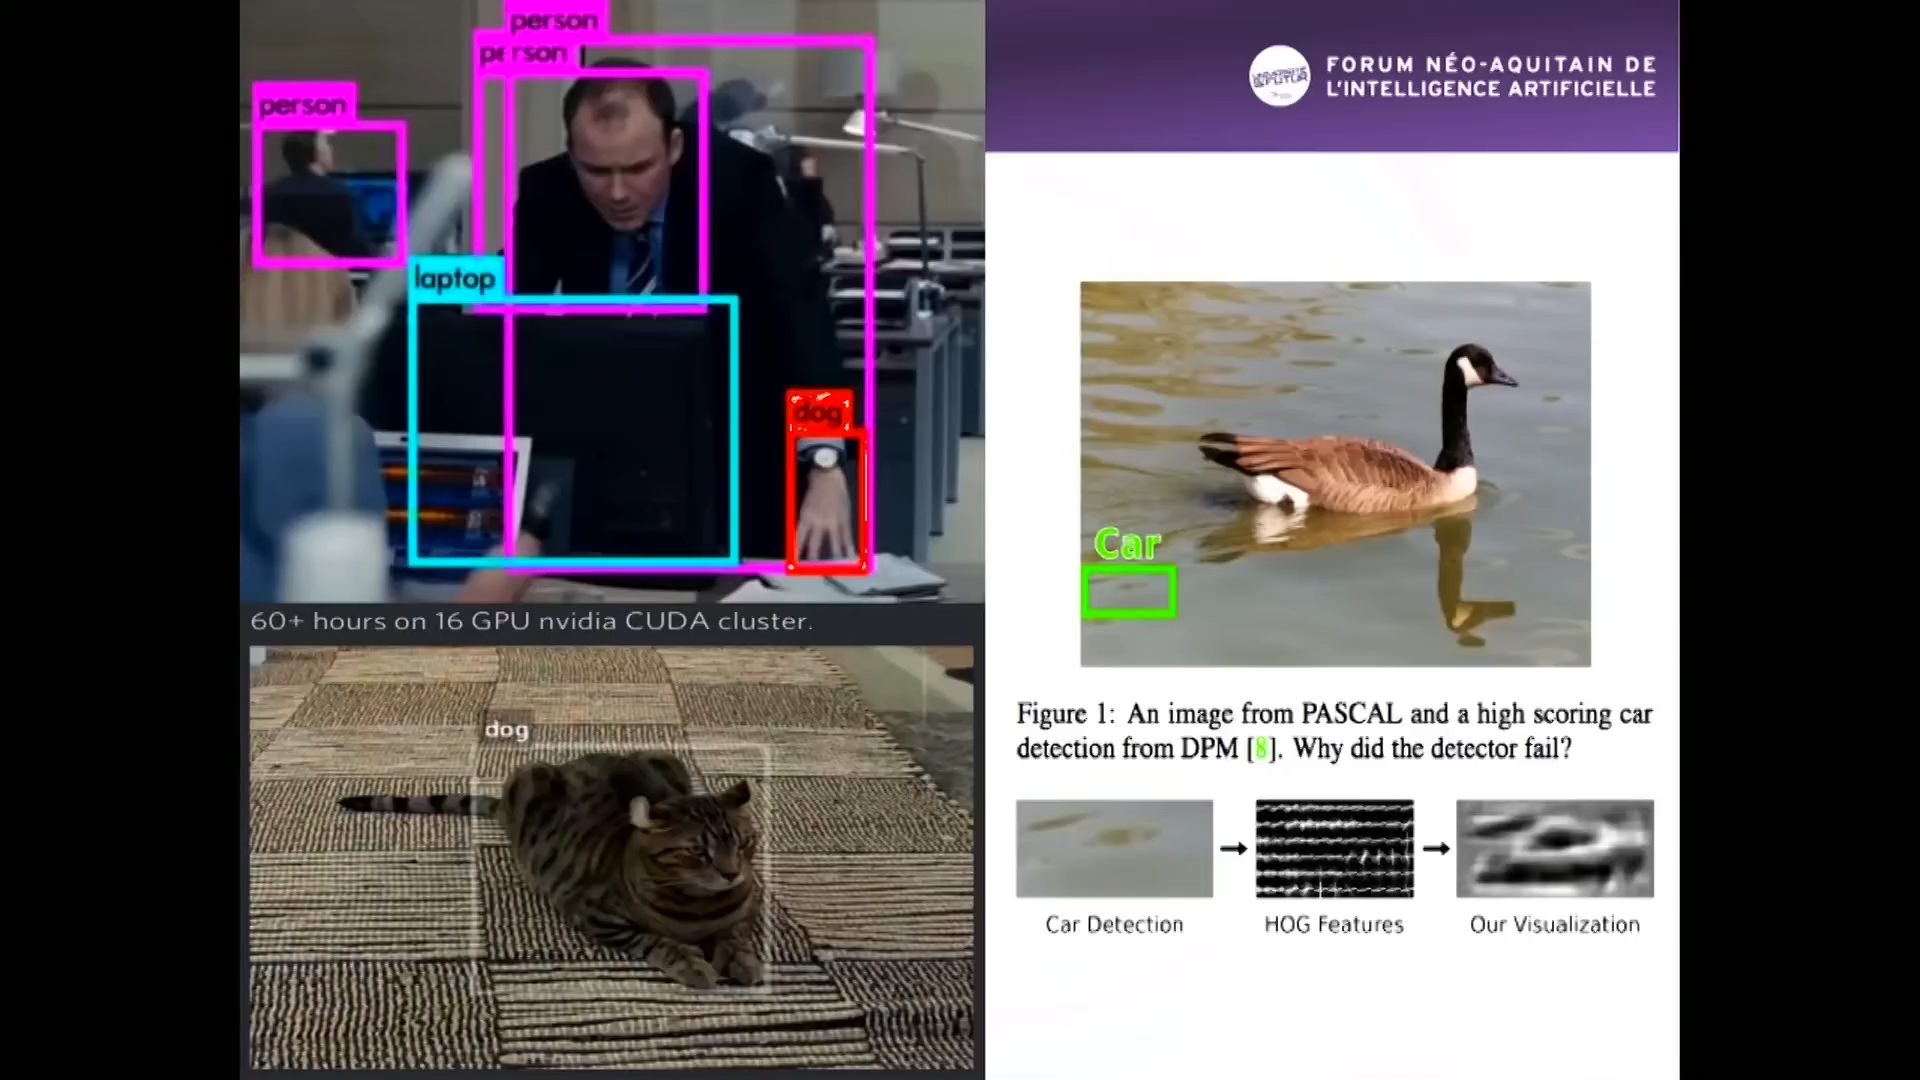 person
person
person
laptop
dog
60+ hours on 16 GPU nvidia CUDA cluster.
dog
FORUM NÉO-AQUITAIN DE
L'INTELLIGENCE ARTIFICIELLE
Car
Figure 1: An image from PASCAL and a high scoring car
detection from DPM [8]. Why did the detector fail?
Car Detection
HOG Features
Our Visualization